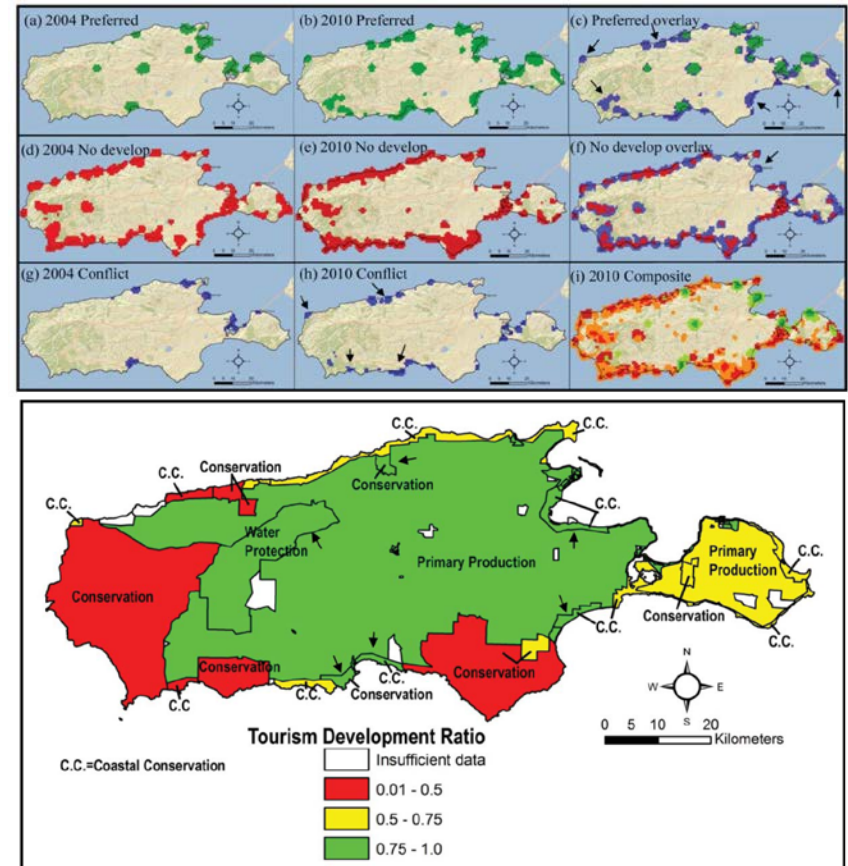 (a) 2004 Preferred
(b) 2010 Preferred
(c) Preferred overlay
(d) 2004 No develop
(e) 2010 No develop
(f) No develop overlay
(g) 2004 Conflict
(h) 2010 Conflict
(i) 2010 Composite
C.C.
C.C.
Conservation
C.C.
Conservation
C.C.
C.C.
Water
Protection
Primary Production
Primary
Production
C.C.
Conservation
Conservation
C.C.
C.C.
Conservation
Conservation
C.C
C.C.
C.C.
Conservation
N
W
E
S
0 5 10 20
Kilometers
Tourism Development Ratio
C.C.=Coastal Conservation
Insufficient data
0.01 - 0.5
0.5 - 0.75
0.75 - 1.0